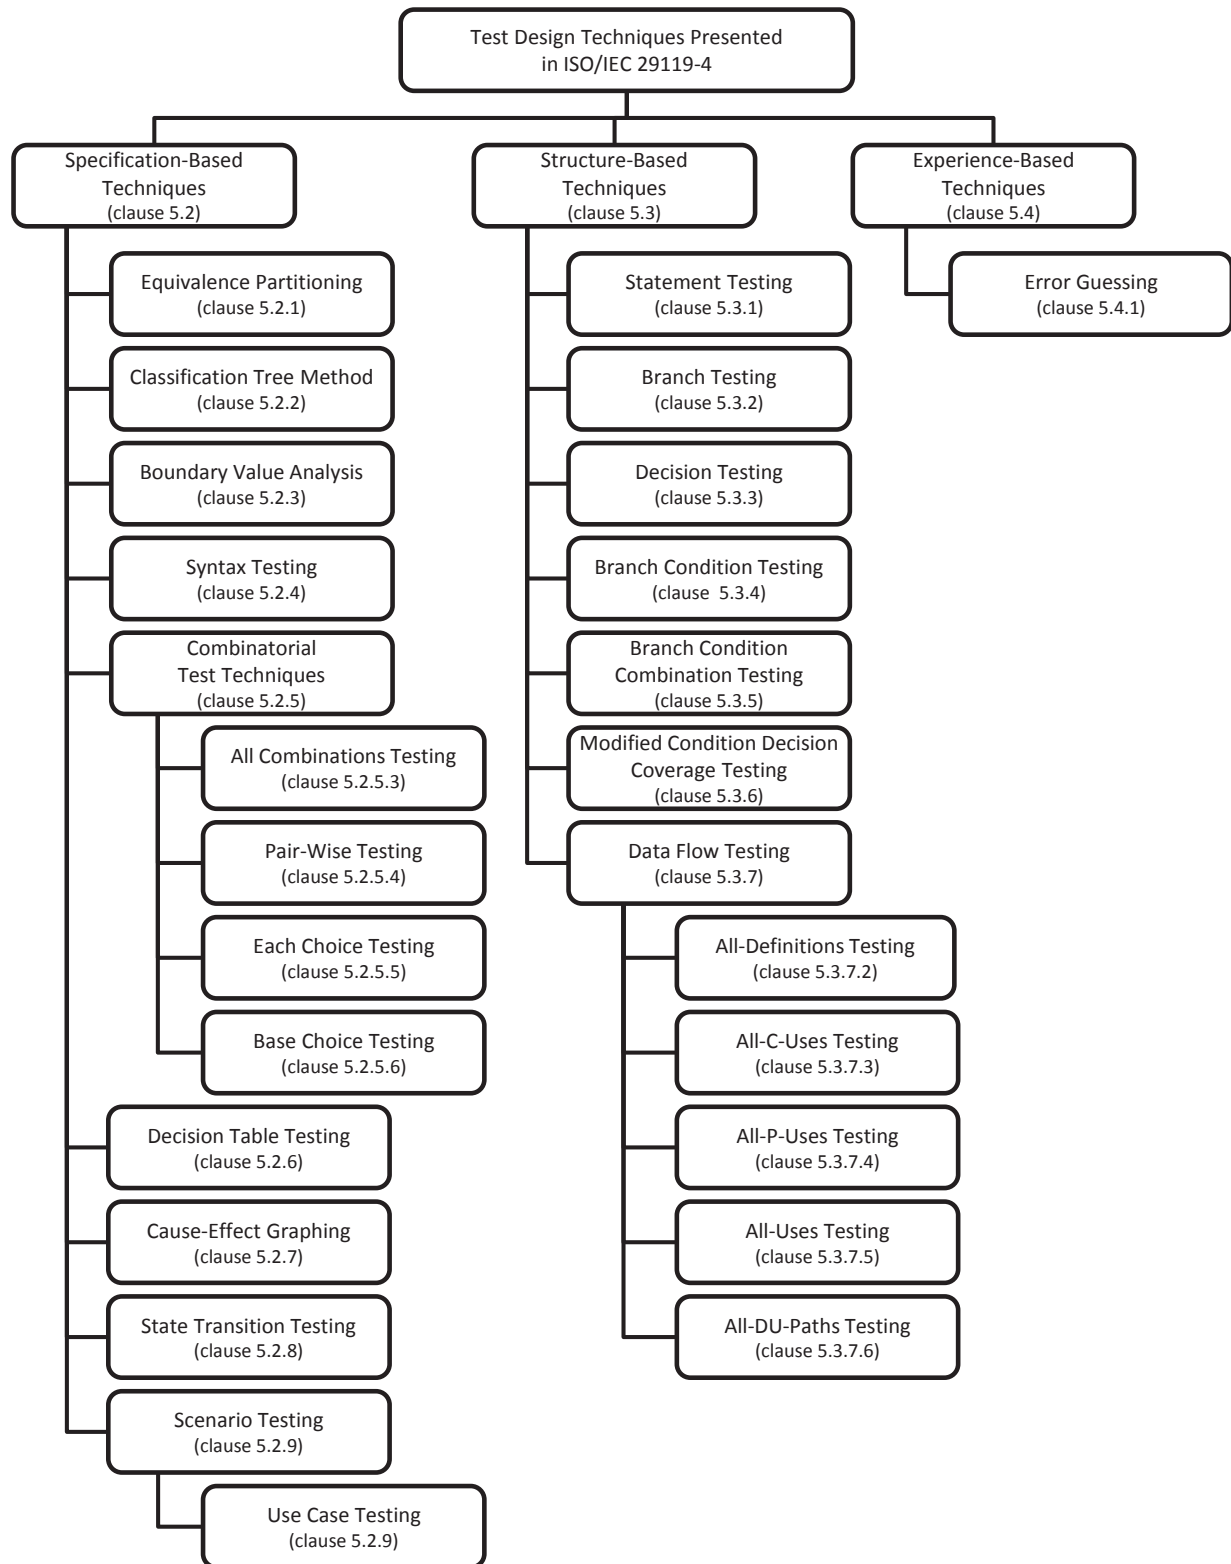 Test Design Techniques Presented
in ISO/IEC 29119-4
Specification-Based
Techniques
(clause 5.2)
Equivalence Partitioning
(clause 5.2.1)
Classification Tree Method
(clause 5.2.2)
Boundary Value Analysis
(clause 5.2.3)
Syntax Testing
(clause 5.2.4)
Combinatorial
Test Techniques
(clause 5.2.5)
All Combinations Testing
(clause 5.2.5.3)
Pair-Wise Testing
(clause 5.2.5.4)
Each Choice Testing
(clause 5.2.5.5)
Base Choice Testing
(clause 5.2.5.6)
Decision Table Testing
(clause 5.2.6)
Cause-Effect Graphing
(clause 5.2.7)
State Transition Testing
(clause 5.2.8)
Scenario Testing
(clause 5.2.9)
Use Case Testing
(clause 5.2.9)
Structure-Based
Techniques
(clause 5.3)
Statement Testing
(clause 5.3.1)
Branch Testing
(clause 5.3.2)
Decision Testing
(clause 5.3.3)
Branch Condition Testing
(clause  5.3.4)
Branch Condition
Combination Testing
(clause 5.3.5)
Modified Condition Decision
Coverage Testing
(clause 5.3.6)
Data Flow Testing
(clause 5.3.7)
All-Definitions Testing
(clause 5.3.7.2)
All-C-Uses Testing
(clause 5.3.7.3)
All-P-Uses Testing
(clause 5.3.7.4)
All-Uses Testing
(clause 5.3.7.5)
All-DU-Paths Testing
(clause 5.3.7.6)
Experience-Based
Techniques
(clause 5.4)
Error Guessing
(clause 5.4.1)